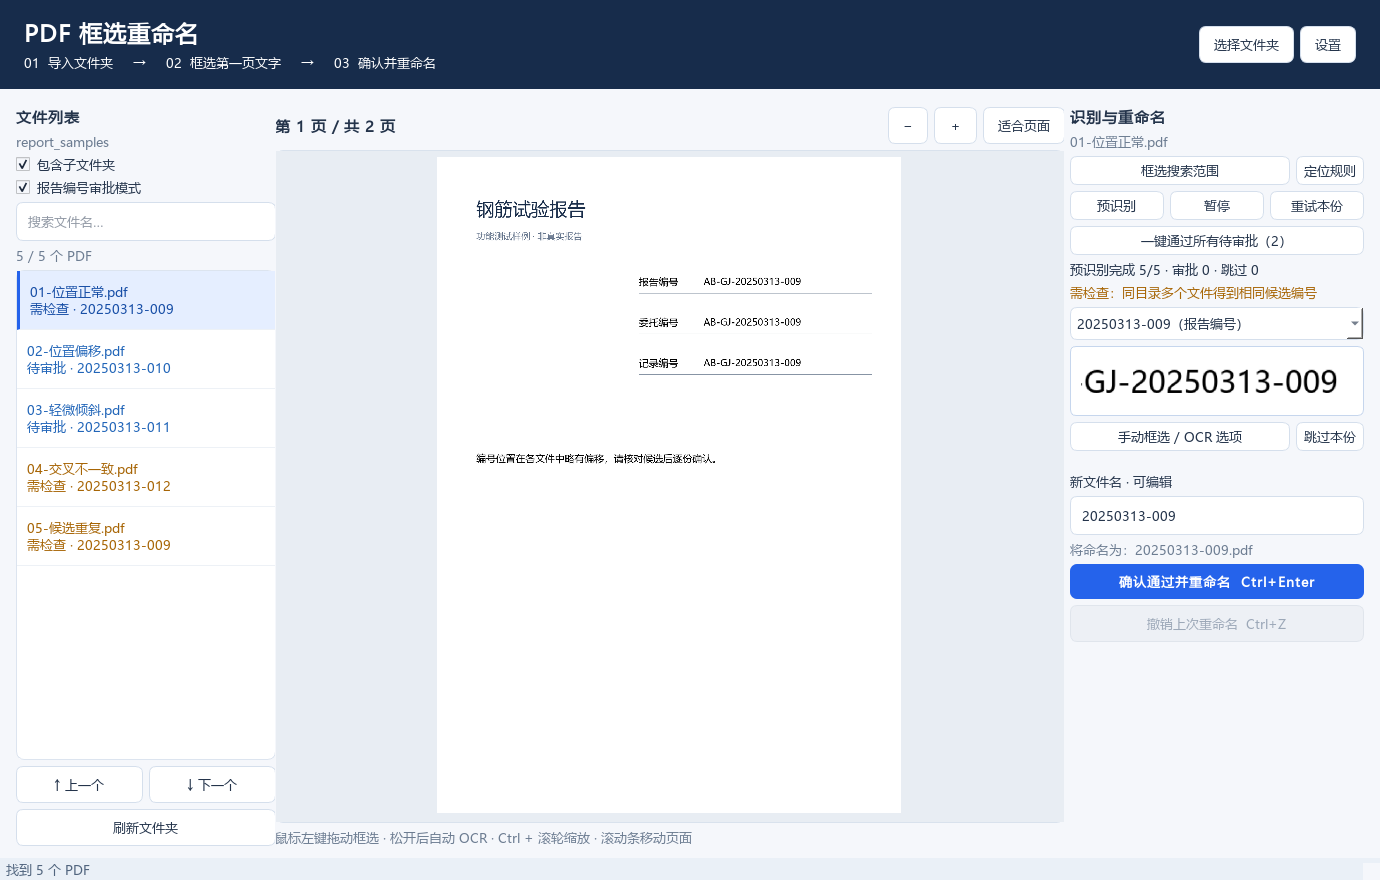 PDF 框选重命名
01 导入文件夹 → 02 框选第一页文字 → 03 确认并重命名
选择文件夹 设置
文件列表
report_samples
包含子文件夹
报告编号审批模式
搜索文件名...
5 / 5 个 PDF
01-位置正常.pdf
需检查 · 20250313-009
02-位置偏移.pdf
待审批 · 20250313-010
03-轻微倾斜.pdf
待审批 · 20250313-011
04-交叉不一致.pdf
需检查 · 20250313-012
05-候选重复.pdf
需检查 · 20250313-009
↑ 上一个 ↓ 下一个
刷新文件夹
第 1 页 / 共 2 页
− + 适合页面
钢筋试验报告
功能测试样例 · 非真实报告
报告编号 AB-GJ-20250313-009
委托编号 AB-GJ-20250313-009
记录编号 AB-GJ-20250313-009
编号位置在各文件中略有偏移，请核对候选后逐份确认。
鼠标左键拖动框选 · 松开后自动 OCR · Ctrl + 滚轮缩放 · 滚动条移动页面
识别与重命名
01-位置正常.pdf
框选搜索范围 定位规则
预识别 暂停 重试本份
一键通过所有待审批（2）
预识别完成 5/5 · 审批 0 · 跳过 0
需检查：同目录多个文件得到相同候选编号
20250313-009（报告编号）
GJ-20250313-009
手动框选 / OCR 选项 跳过本份
新文件名 · 可编辑
20250313-009
将命名为：20250313-009.pdf
确认通过并重命名 Ctrl+Enter
撤销上次重命名 Ctrl+Z
找到 5 个 PDF